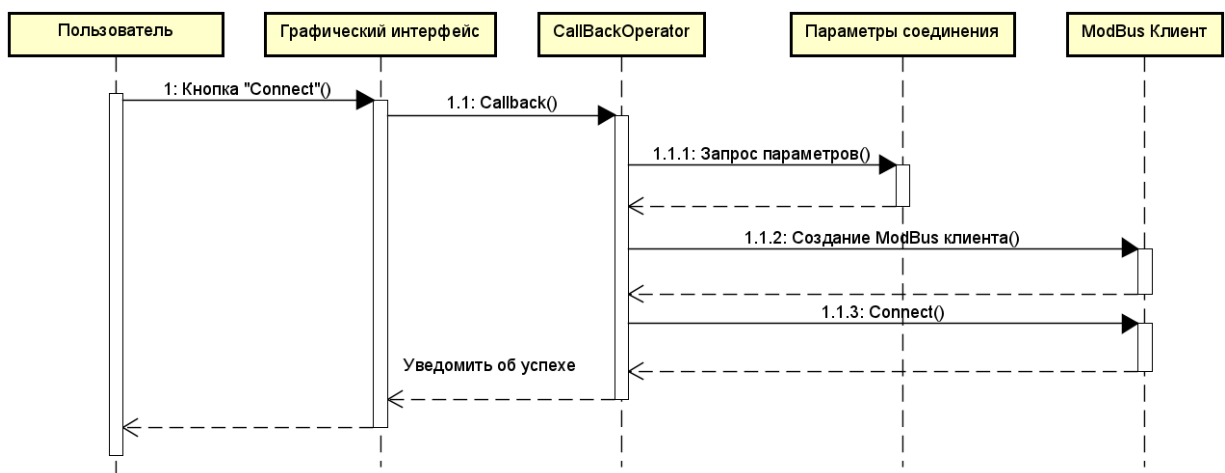 Пользователь
Графический интерфейс
CallBackOperator
Параметры соединения
ModBus Клиент
1: Кнопка "Connect"()
1.1: Callback()
1.1.1: Запрос параметров()
1.1.2: Создание ModBus клиента()
1.1.3: Connect()
Уведомить об успехе